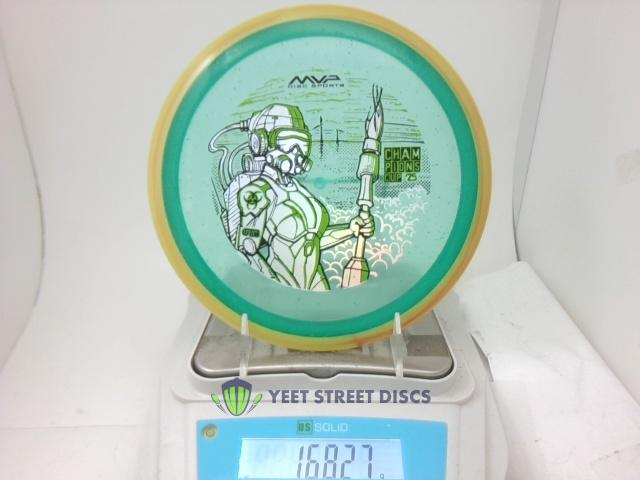 MVP
DISC SPORTS
CHAM
PIONS
CUP '25
YEET STREET DISCS
US SOLID
168.27 g